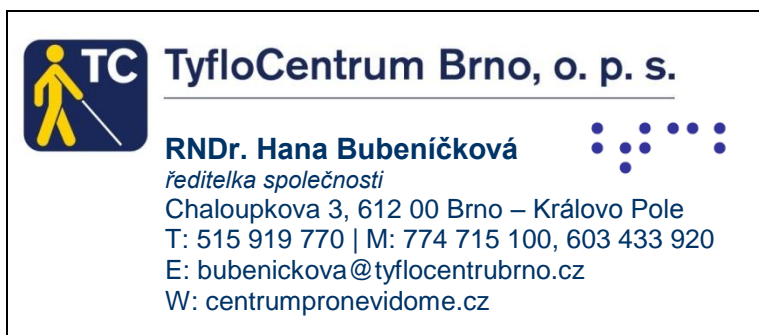 TC TyfloCentrum Brno, o. p. s.
⠘⠞⠉⠃
RNDr. Hana Bubeníčková
ředitelka společnosti
Chaloupkova 3, 612 00 Brno – Královo Pole
T: 515 919 770 | M: 774 715 100, 603 433 920
E: bubenickova@tyflocentrubrno.cz
W: centrumpronevidome.cz